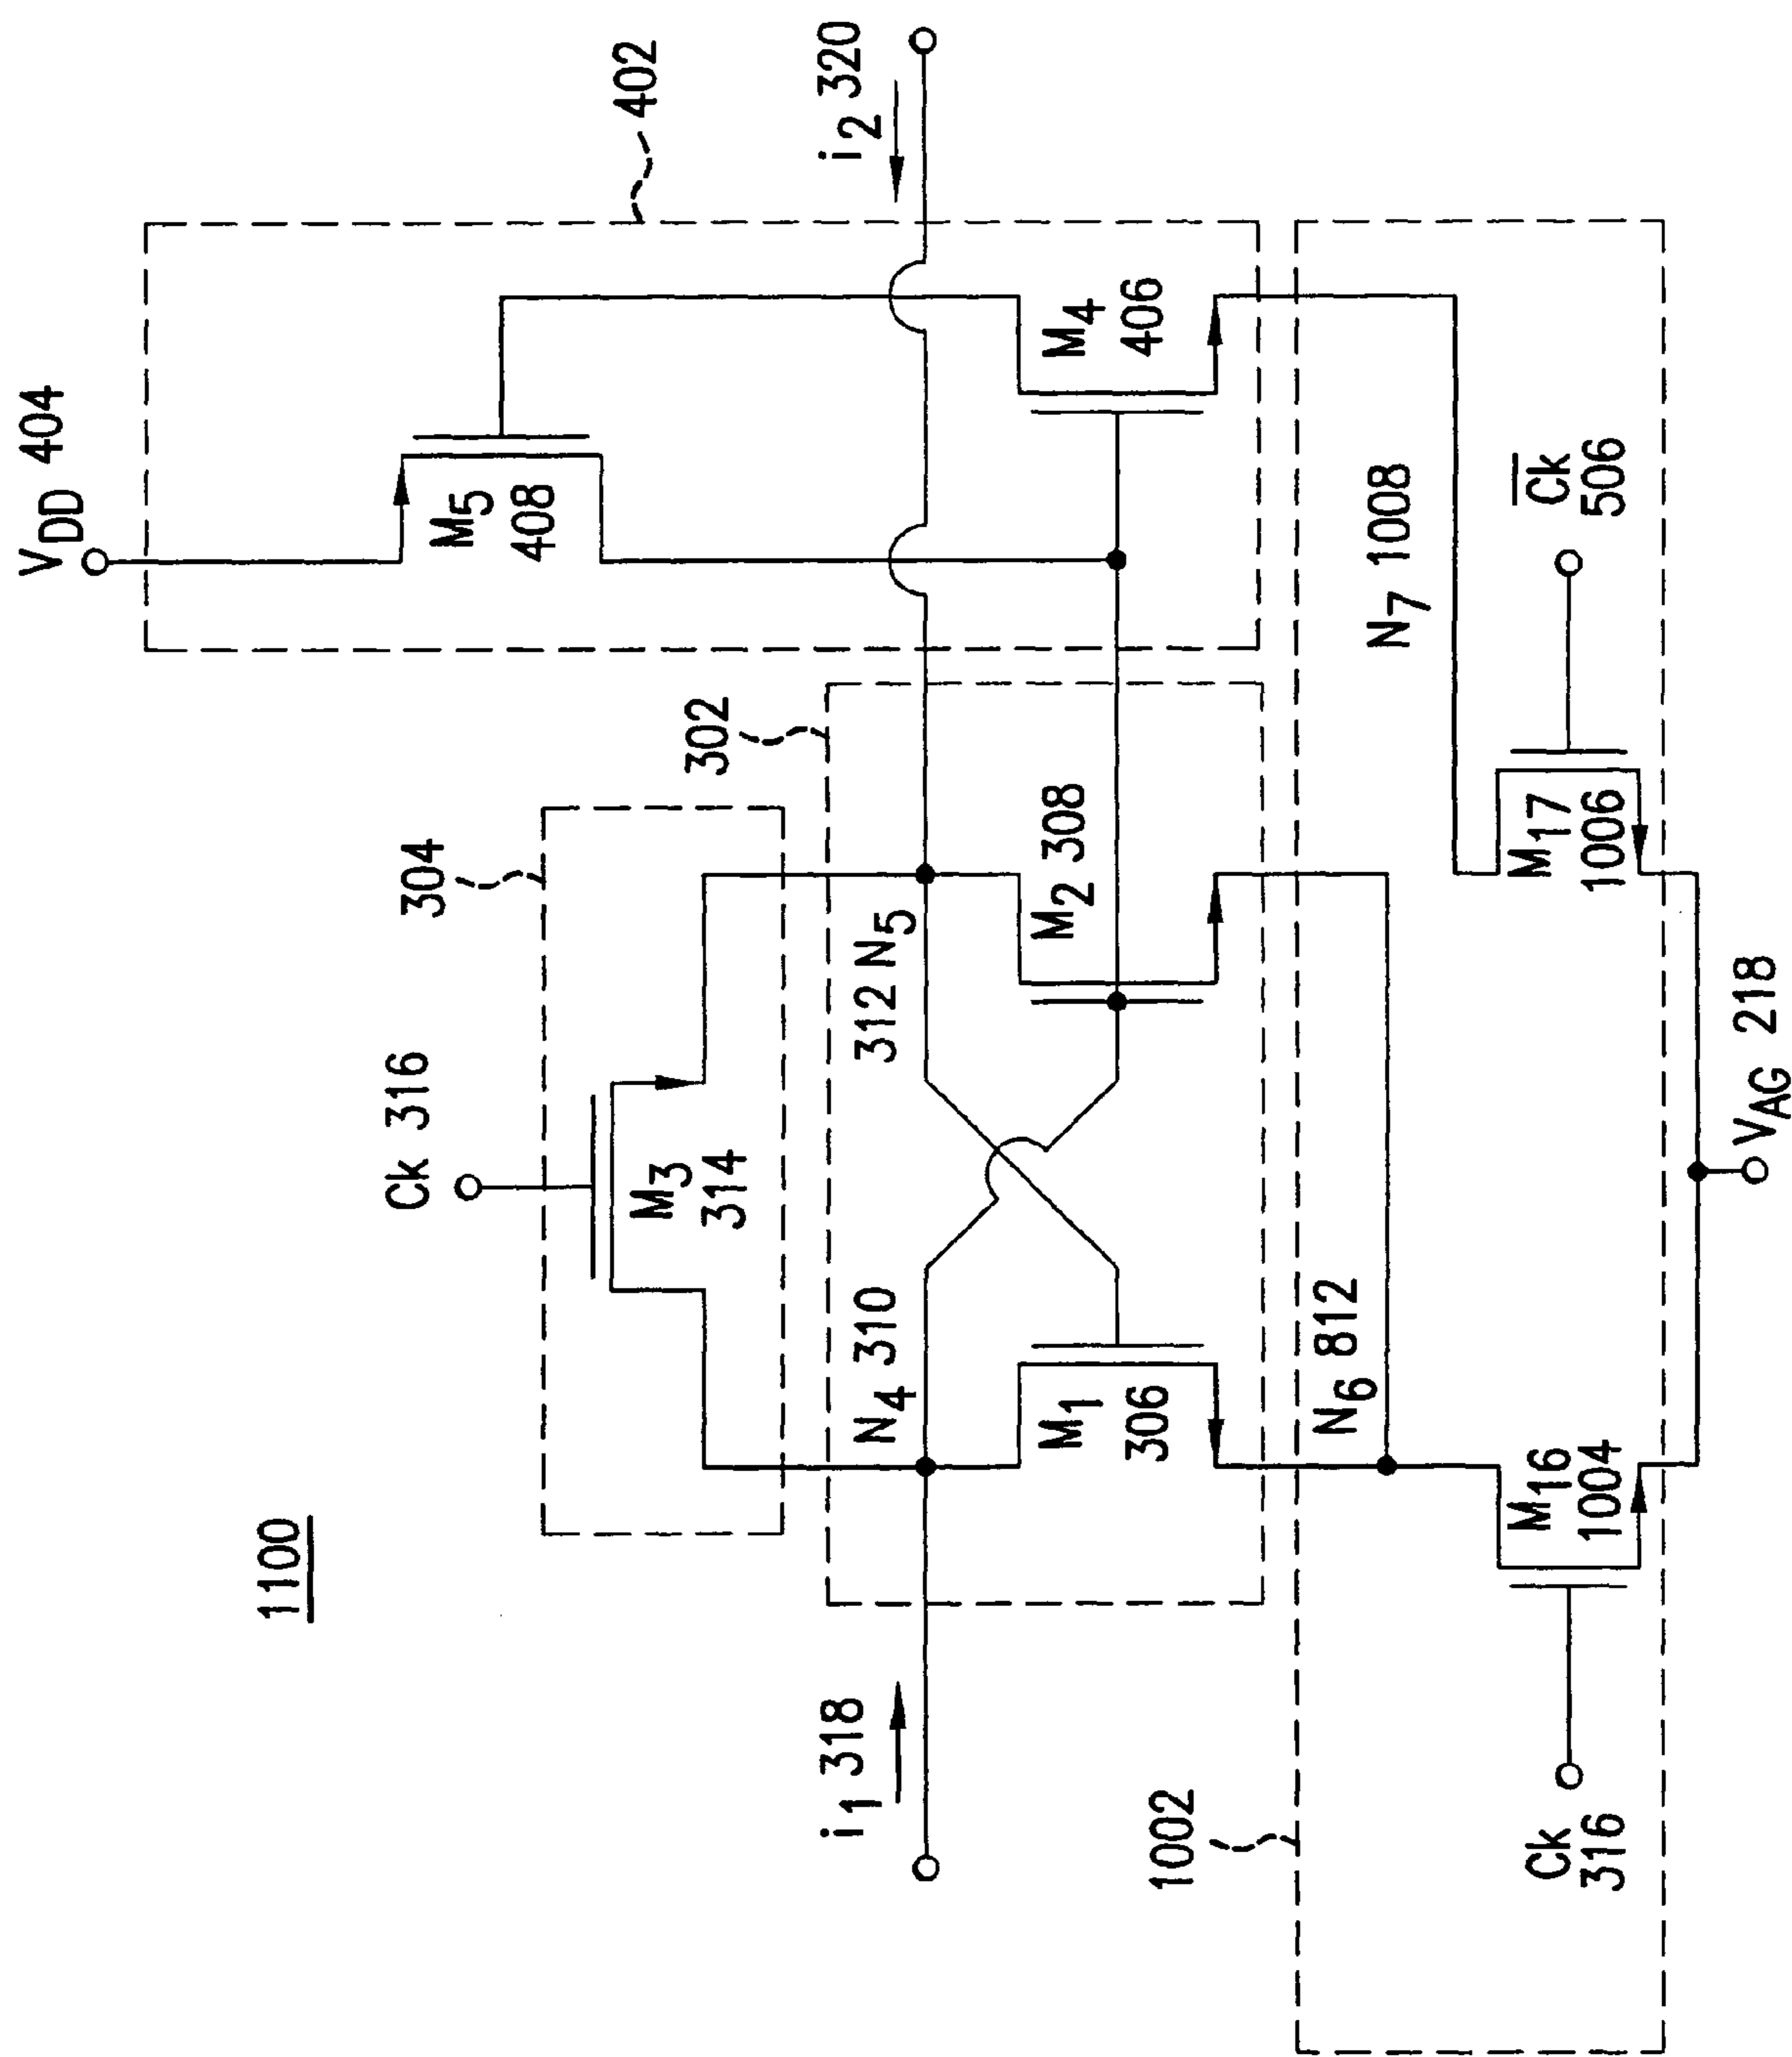 1100
V_DD 404
402
Ck 316
304
M_3
314
M_5
408
302
i_1 318
N_4 310
312 N_5
i_2 320
M_1
306
M_2 308
M_4
406
1002
N_6 812
N_7 1008
Ck
316
M_16
1004
M_17
1006
C̅k̅
506
V_AG 218